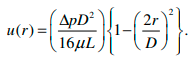 u(r) = (ΔpD²/16μL) {1−(2r/D)²}.